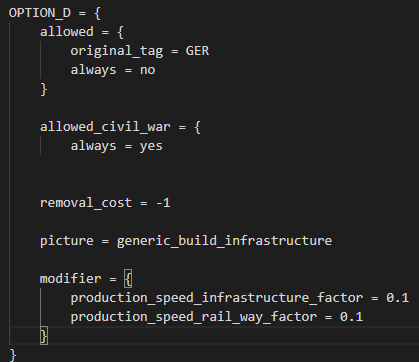 OPTION_D = {
allowed = {
original_tag = GER
always = no
}
allowed_civil_war = {
always = yes
removal_cost = -1
picture = generic_build_infrastructure
modifier = {
production_speed_infrastructure_factor = 0.1
production_speed_rail_way_factor = 0.1
}
}